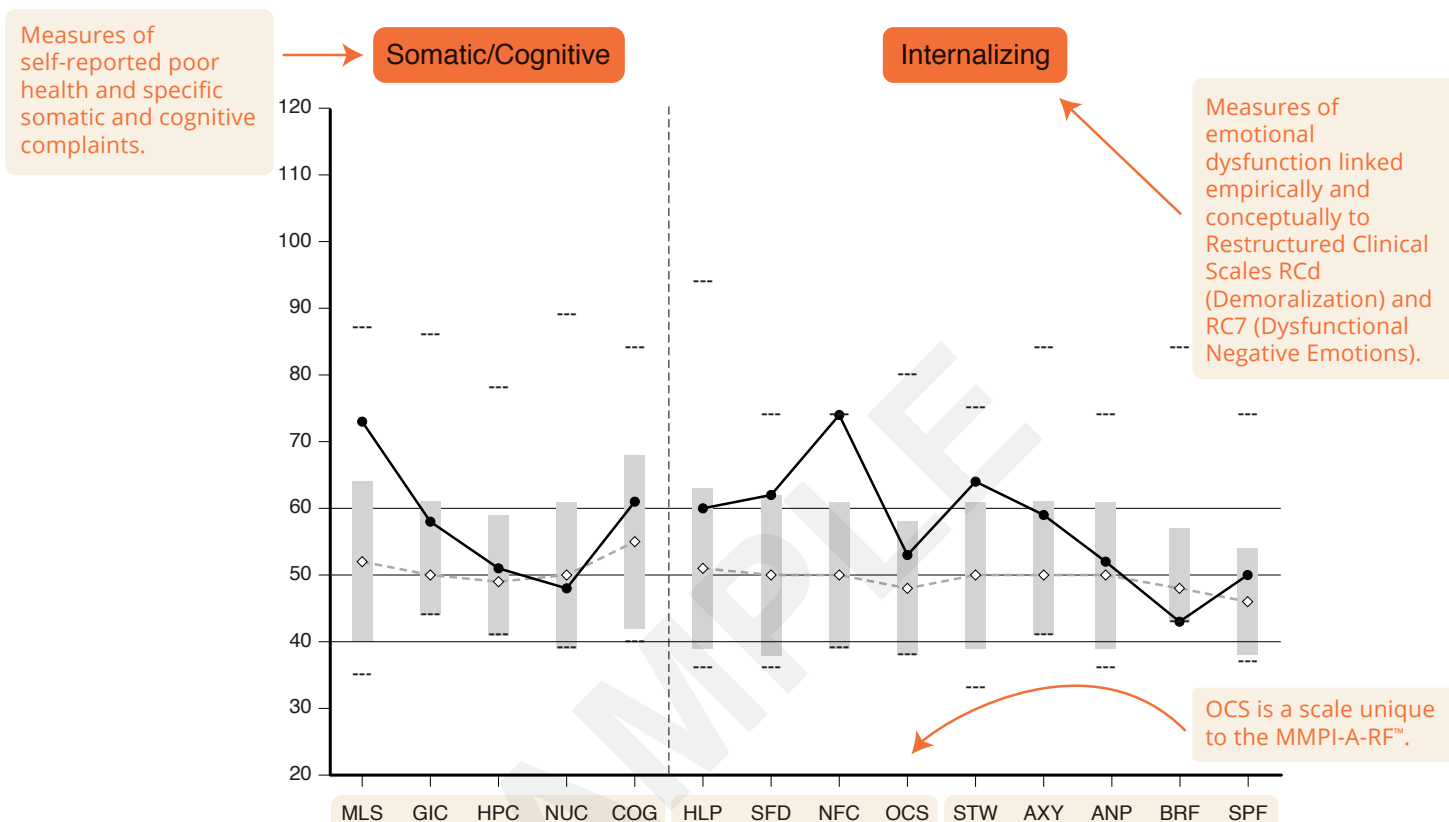 Measures of
self-reported poor
health and specific
somatic and cognitive
complaints.
Somatic/Cognitive
Internalizing
Measures of
emotional
dysfunction linked
empirically and
conceptually to
Restructured Clinical
Scales RCd
(Demoralization) and
RC7 (Dysfunctional
Negative Emotions).
120
110
100
90
80
70
60
50
40
30
20
OCS is a scale unique
to the MMPI-A-RF™.
MLS GIC HPC NUC COG HLP SFD NFC OCS STW AXY ANP BRF SPF
AMPLE